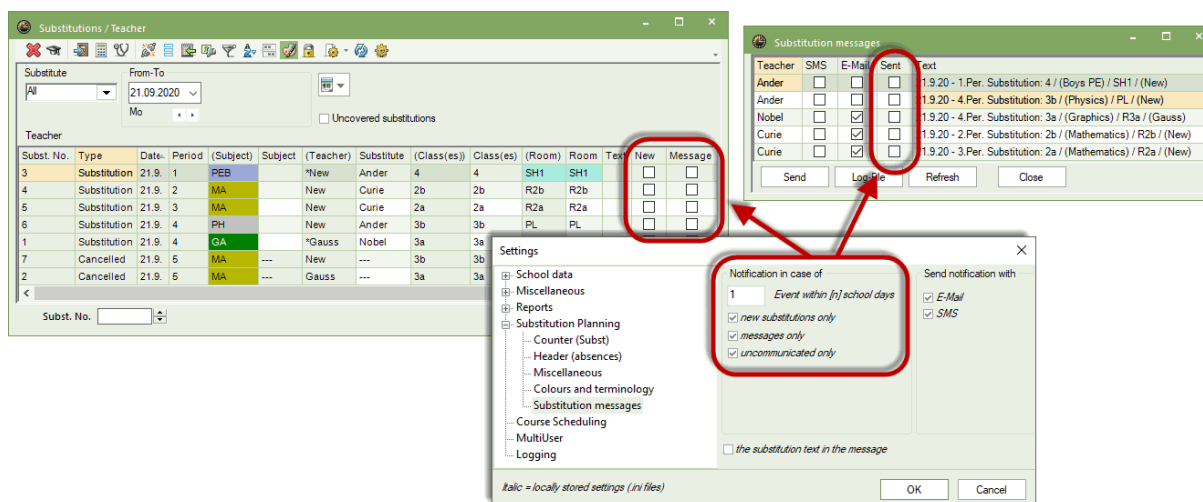 Substitutions / Teacher
Substitute
From-To
All
21.09.2020
Mo
Uncovered substitutions
Teacher
Subst. No. Type Date Period (Subject) Subject (Teacher) Substitute (Class(es)) Class(es) (Room) Room Text New Message
3 Substitution 21.9. 1 PEB *New Ander 4 4 SH1 SH1
4 Substitution 21.9. 2 MA New Curie 2b 2b R2b R2b
5 Substitution 21.9. 3 MA New Curie 2a 2a R2a R2a
6 Substitution 21.9. 4 PH New Ander 3b 3b PL PL
1 Substitution 21.9. 4 GA *Gauss Nobel 3a 3a
7 Cancelled 21.9. 5 MA --- New --- 3b 3b
2 Cancelled 21.9. 5 MA --- Gauss --- 3a 3a
Subst. No.
Substitution messages
Teacher SMS E-Mail Sent Text
Ander 21.9.20 - 1.Per. Substitution: 4 / (Boys PE) / SH1 / (New)
Ander 21.9.20 - 4.Per. Substitution: 3b / (Physics) / PL / (New)
Nobel 21.9.20 - 4.Per. Substitution: 3a / (Graphics) / R3a / (Gauss)
Curie 21.9.20 - 2.Per. Substitution: 2b / (Mathematics) / R2b / (New)
Curie 21.9.20 - 3.Per. Substitution: 2a / (Mathematics) / R2a / (New)
Send Log-File Refresh Close
Settings
School data
Miscellaneous
Reports
Substitution Planning
Counter (Subst)
Header (absences)
Miscellaneous
Colours and terminology
Substitution messages
Course Scheduling
MultiUser
Logging
Notification in case of
1 Event within [n] school days
new substitutions only
messages only
uncommunicated only
Send notification with
E-Mail
SMS
the substitution text in the message
Italic = locally stored settings (.ini files)
OK Cancel